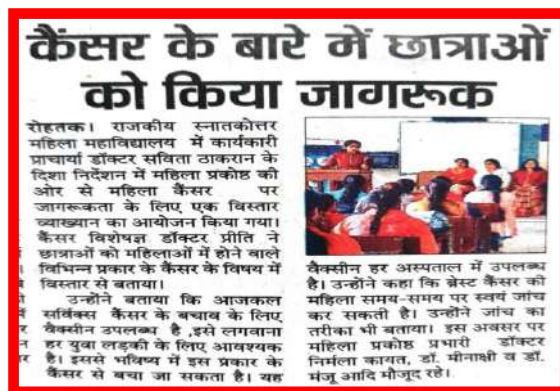 कैंसर के बारे में छात्राओं
को किया जागरूक
रोहतक। राजकीय स्नातकोत्तर
महिला महाविद्यालय में कार्यकारी
प्राचार्या डॉक्टर सविता ठाकरान के
दिशा निर्देशन में महिला प्रकोष्ठ की
ओर से महिला कैंसर पर
जागरूकता के लिए एक विस्तार
व्याख्यान का आयोजन किया गया।
कैंसर विशेषज्ञ डॉक्टर प्रीति ने
छात्राओं को महिलाओं में होने वाले
विभिन्न प्रकार के कैंसर के विषय में
विस्तार से बताया।
उन्होंने बताया कि आजकल
सर्विक्स कैंसर के बचाव के लिए
वैक्सीन उपलब्ध है ,इसे लगवाना
हर युवा लड़की के लिए आवश्यक
है। इससे भविष्य में इस प्रकार के
कैंसर से बचा जा सकता है। यह
वैक्सीन हर अस्पताल में उपलब्ध
है। उन्होंने कहा कि ब्रेस्ट कैंसर की
महिला समय-समय पर स्वयं जांच
कर सकती है। उन्होंने जांच का
तरीका भी बताया। इस अवसर पर
महिला प्रकोष्ठ प्रभारी डॉक्टर
निर्मला कायत, डॉ. मीनाक्षी व डॉ.
मंजू आदि मौजूद रहे।